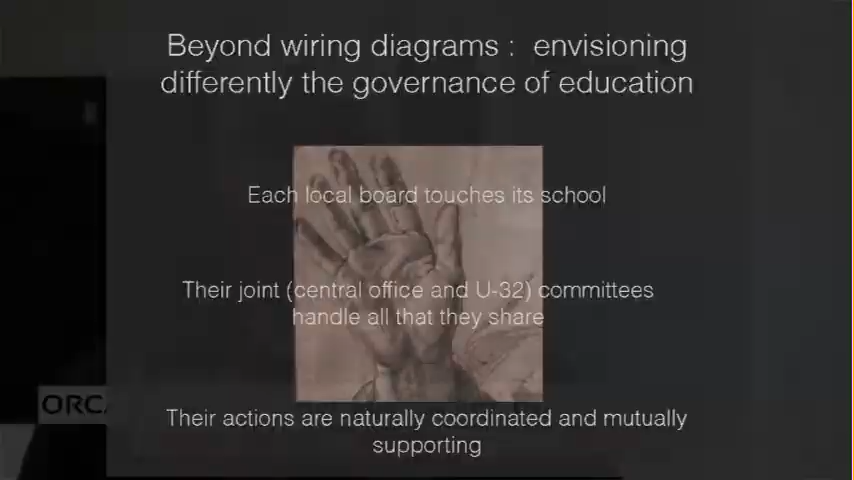 Beyond wiring diagrams : envisioning
differently the governance of education
Each local board touches its school
Their joint (central office and U-32) committees
handle all that they share
ORCA
Their actions are naturally coordinated and mutually
supporting